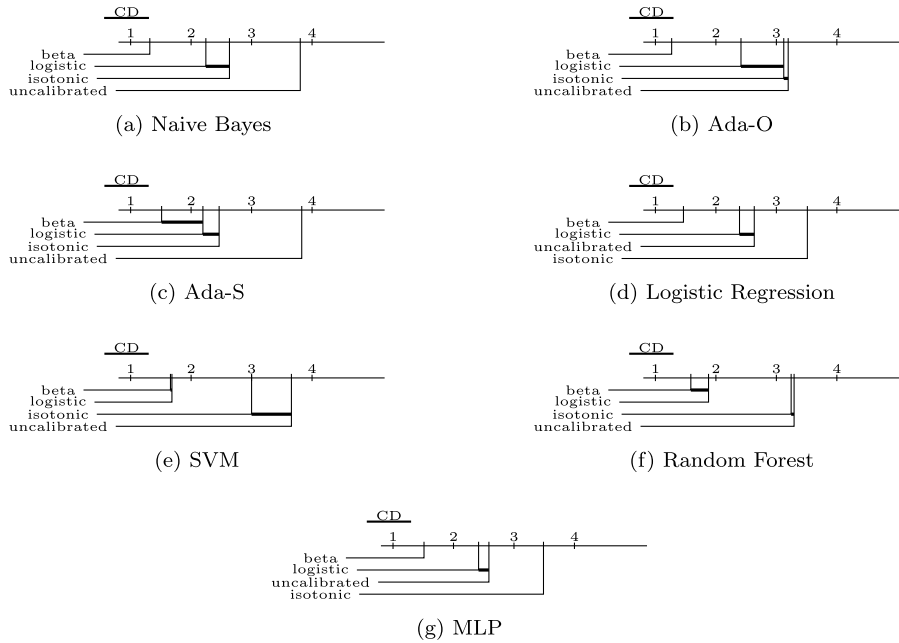 CD
1 2 3 4
beta
logistic
isotonic
uncalibrated
(a) Naive Bayes
CD
1 2 3 4
beta
logistic
isotonic
uncalibrated
(b) Ada-O
CD
1 2 3 4
beta
logistic
isotonic
uncalibrated
(c) Ada-S
CD
1 2 3 4
beta
logistic
uncalibrated
isotonic
(d) Logistic Regression
CD
1 2 3 4
beta
logistic
isotonic
uncalibrated
(e) SVM
CD
1 2 3 4
beta
logistic
isotonic
uncalibrated
(f) Random Forest
CD
1 2 3 4
beta
logistic
uncalibrated
isotonic
(g) MLP